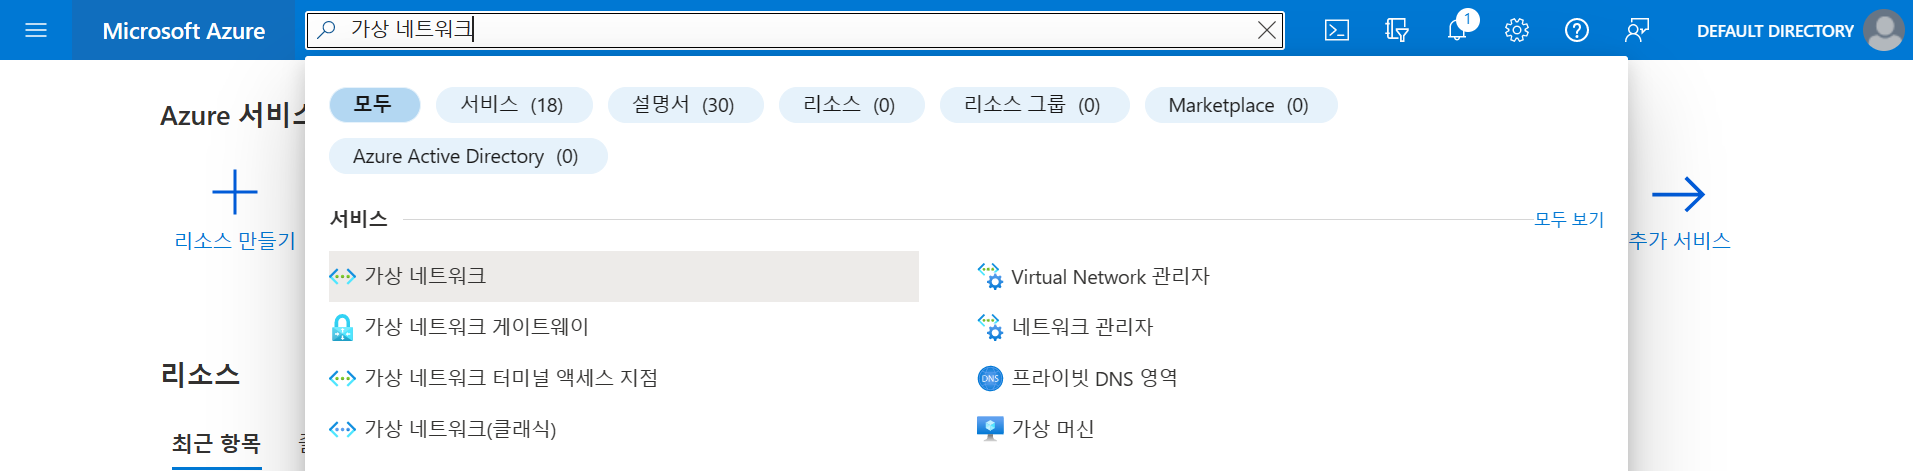 Microsoft Azure
가상 네트워크
1
DEFAULT DIRECTORY
Azure 서비스
리소스 만들기
모두
서비스 (18)
설명서 (30)
리소스 (0)
리소스 그룹 (0)
Marketplace (0)
Azure Active Directory (0)
서비스
모두 보기
가상 네트워크
Virtual Network 관리자
가상 네트워크 게이트웨이
네트워크 관리자
가상 네트워크 터미널 액세스 지점
DNS
프라이빗 DNS 영역
가상 네트워크(클래식)
가상 머신
추가 서비스
리소스
최근 항목